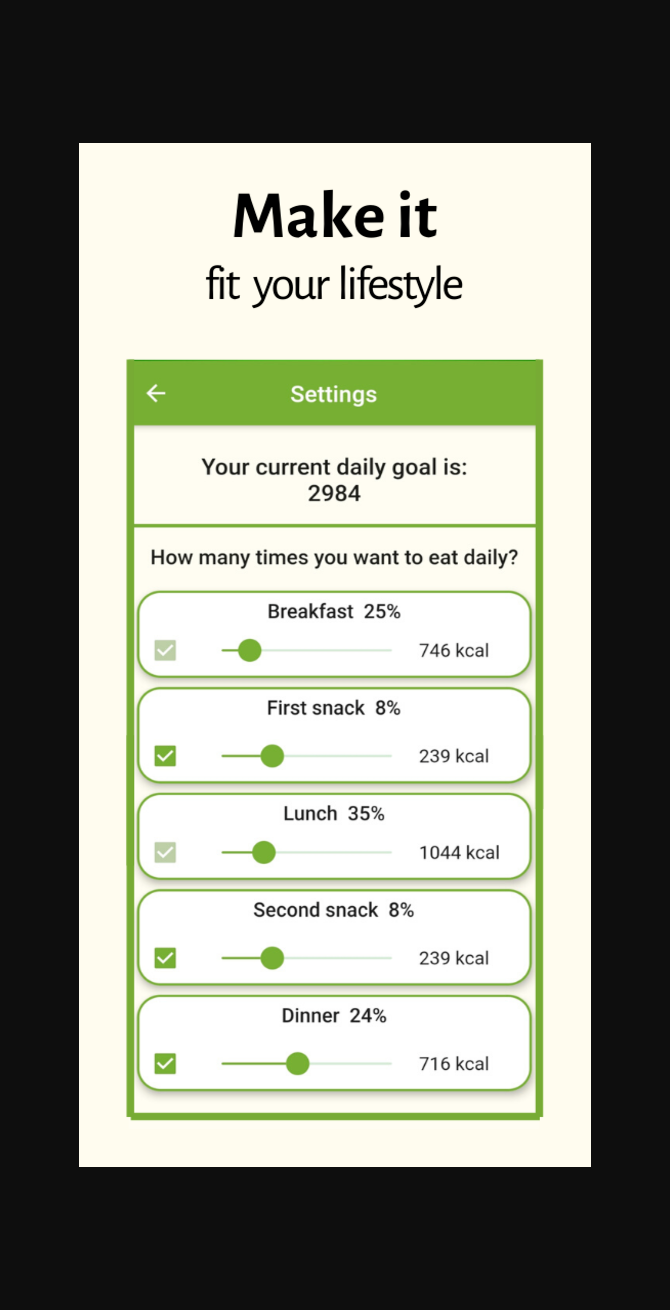 Make it
fit your lifestyle
Settings
Your current daily goal is:
2984
How many times you want to eat daily?
Breakfast 25%
746 kcal
First snack 8%
239 kcal
Lunch 35%
1044 kcal
Second snack 8%
239 kcal
Dinner 24%
716 kcal